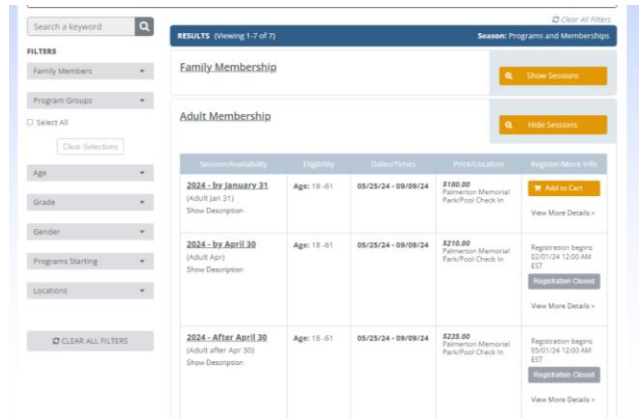 Clear All Filters
Search a keyword
FILTERS
Family Members
Program Groups
Select All
Clear Selections
Age
Grade
Gender
Programs Starting
Locations
CLEAR ALL FILTERS
RESULTS (Viewing 1-7 of 7) Season: Programs and Memberships
Family Membership
Show Sessions
Adult Membership
Hide Sessions
Session/Availability Eligibility Dates/Times Price/Location Register/More Info
2024 - by January 31 Age: 18 -61 05/25/24 - 09/09/24 $180.00 Add to Cart
(Adult Jan 31) Palmerton Memorial
Show Description Park/Pool Check In
View More Details »
2024 - by April 30 Age: 18 -61 05/25/24 - 09/09/24 $210.00 Registration begins
(Adult Apr) Palmerton Memorial 02/01/24 12:00 AM
Show Description Park/Pool Check In EST
Registration Closed
View More Details »
2024 - After April 30 Age: 18 -61 05/25/24 - 09/09/24 $235.00 Registration begins
(Adult after Apr 30) Palmerton Memorial 05/01/24 12:00 AM
Show Description Park/Pool Check In EST
Registration Closed
View More Details »